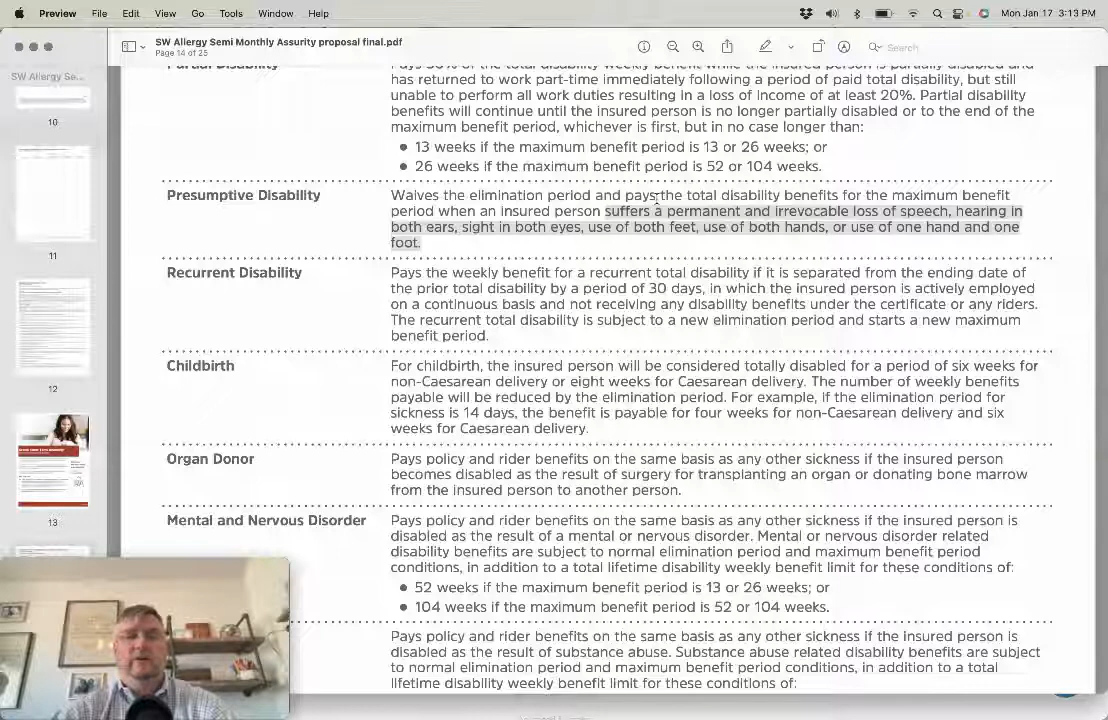 Preview File Edit View Go Tools Window Help Mon Jan 17 3:13 PM
SW Allergy Semi Monthly Assurity proposal final.pdf
Page 14 of 25
Search
SW Allergy Se...
10
11
12
13
Partial Disability
Pays 50% of the total disability weekly benefit while the insured person is partially disabled and
has returned to work part-time immediately following a period of paid total disability, but still
unable to perform all work duties resulting in a loss of income of at least 20%. Partial disability
benefits will continue until the insured person is no longer partially disabled or to the end of the
maximum benefit period, whichever is first, but in no case longer than:
● 13 weeks if the maximum benefit period is 13 or 26 weeks; or
● 26 weeks if the maximum benefit period is 52 or 104 weeks.
Presumptive Disability
Waives the elimination period and pays the total disability benefits for the maximum benefit
period when an insured person suffers a permanent and irrevocable loss of speech, hearing in
both ears, sight in both eyes, use of both feet, use of both hands, or use of one hand and one
foot.
Recurrent Disability
Pays the weekly benefit for a recurrent total disability if it is separated from the ending date of
the prior total disability by a period of 30 days, in which the insured person is actively employed
on a continuous basis and not receiving any disability benefits under the certificate or any riders.
The recurrent total disability is subject to a new elimination period and starts a new maximum
benefit period.
Childbirth
For childbirth, the insured person will be considered totally disabled for a period of six weeks for
non-Caesarean delivery or eight weeks for Caesarean delivery. The number of weekly benefits
payable will be reduced by the elimination period. For example, if the elimination period for
sickness is 14 days, the benefit is payable for four weeks for non-Caesarean delivery and six
weeks for Caesarean delivery.
Organ Donor
Pays policy and rider benefits on the same basis as any other sickness if the insured person
becomes disabled as the result of surgery for transplanting an organ or donating bone marrow
from the insured person to another person.
Mental and Nervous Disorder
Pays policy and rider benefits on the same basis as any other sickness if the insured person is
disabled as the result of a mental or nervous disorder. Mental or nervous disorder related
disability benefits are subject to normal elimination period and maximum benefit period
conditions, in addition to a total lifetime disability weekly benefit limit for these conditions of:
● 52 weeks if the maximum benefit period is 13 or 26 weeks; or
● 104 weeks if the maximum benefit period is 52 or 104 weeks.
Pays policy and rider benefits on the same basis as any other sickness if the insured person is
disabled as the result of substance abuse. Substance abuse related disability benefits are subject
to normal elimination period and maximum benefit period conditions, in addition to a total
lifetime disability weekly benefit limit for these conditions of: